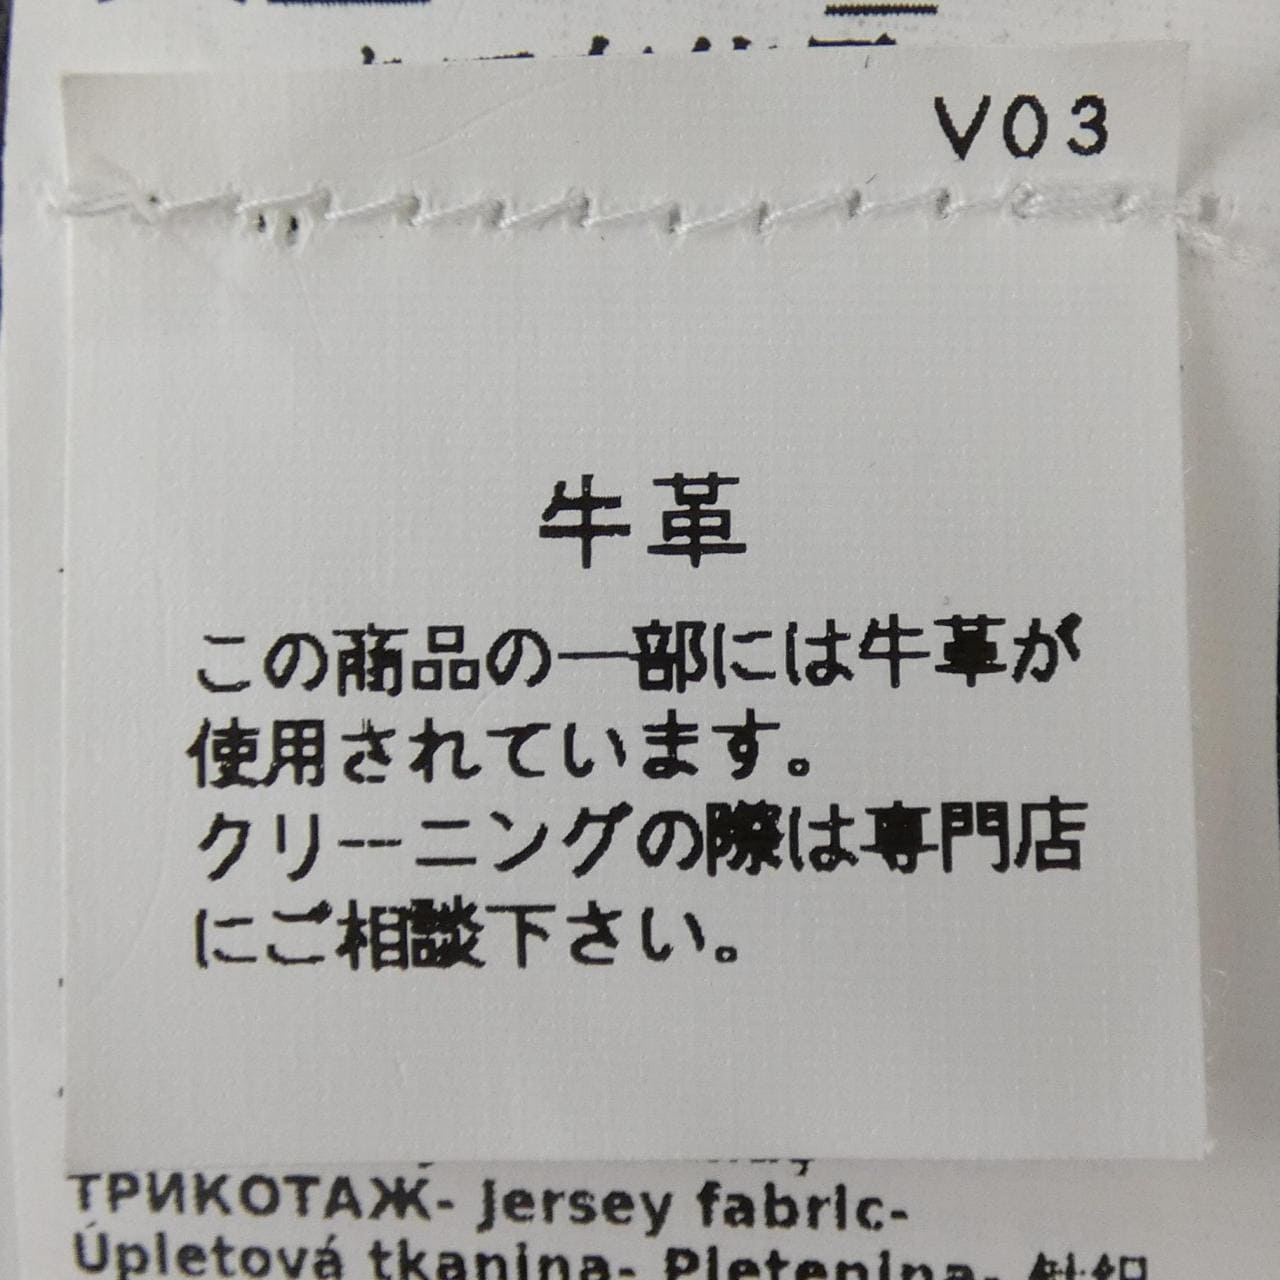 V03
牛革
この商品の一部には牛革が
使用されています。
クリーニングの際は専門店
にご相談下さい。
ТРИКОТАЖ- Jersey fabric-
Úpletová tkanina- Pletenina-